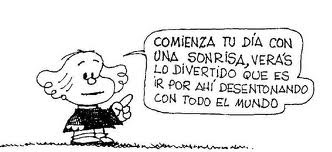 COMIENZA TU DÍA CON
UNA SONRISA, VERÁS
LO DIVERTIDO QUE ES
IR POR AHÍ DESENTONANDO
CON TODO EL MUNDO